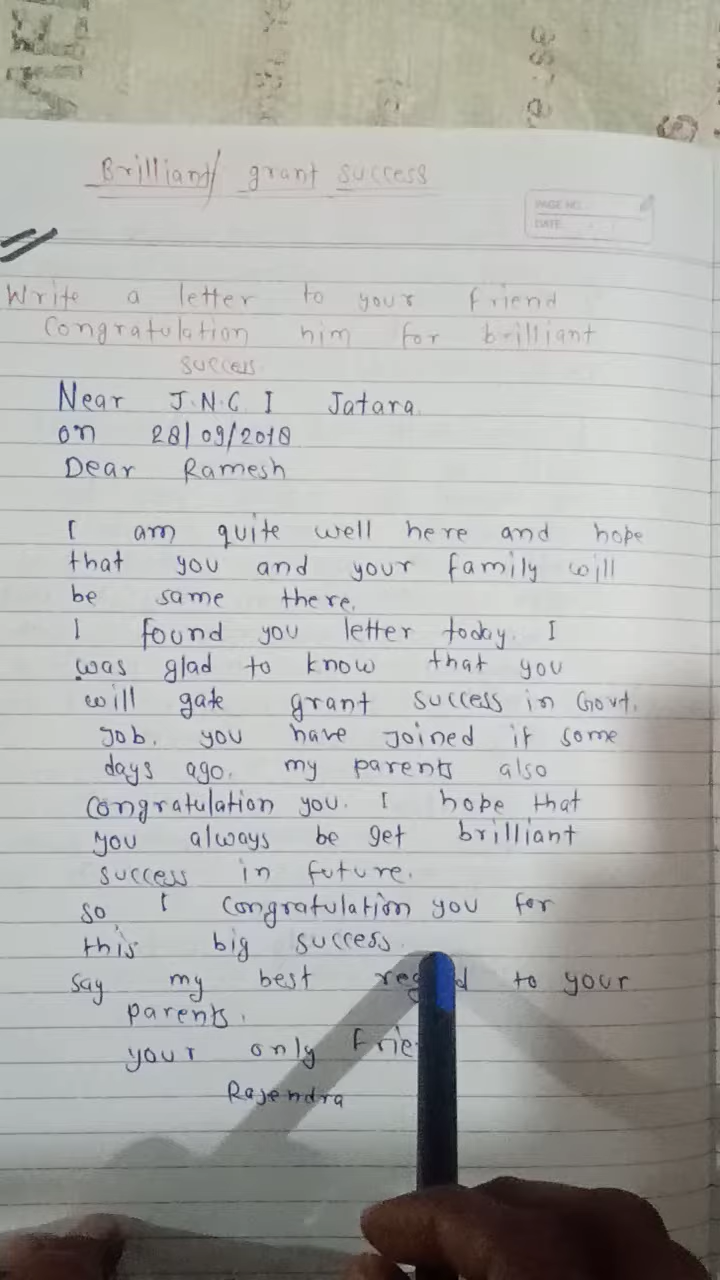 Brilliant/ grant success
PAGE NO.
DATE
Write a letter to your friend
Congratulation him for brilliant
success
Near J.N.C I Jatara
on 28/09/2018
Dear Ramesh
I am quite well here and hope
that you and your family will
be same there.
I found you letter today. I
was glad to know that you
will gate grant success in Govt.
Job. you have joined it some
days ago. my parents also
congratulation you. I hope that
you always be get brilliant
success in future.
so, I congratulation you for
this big success.
say my best to your
parents.
your only
Rajendra